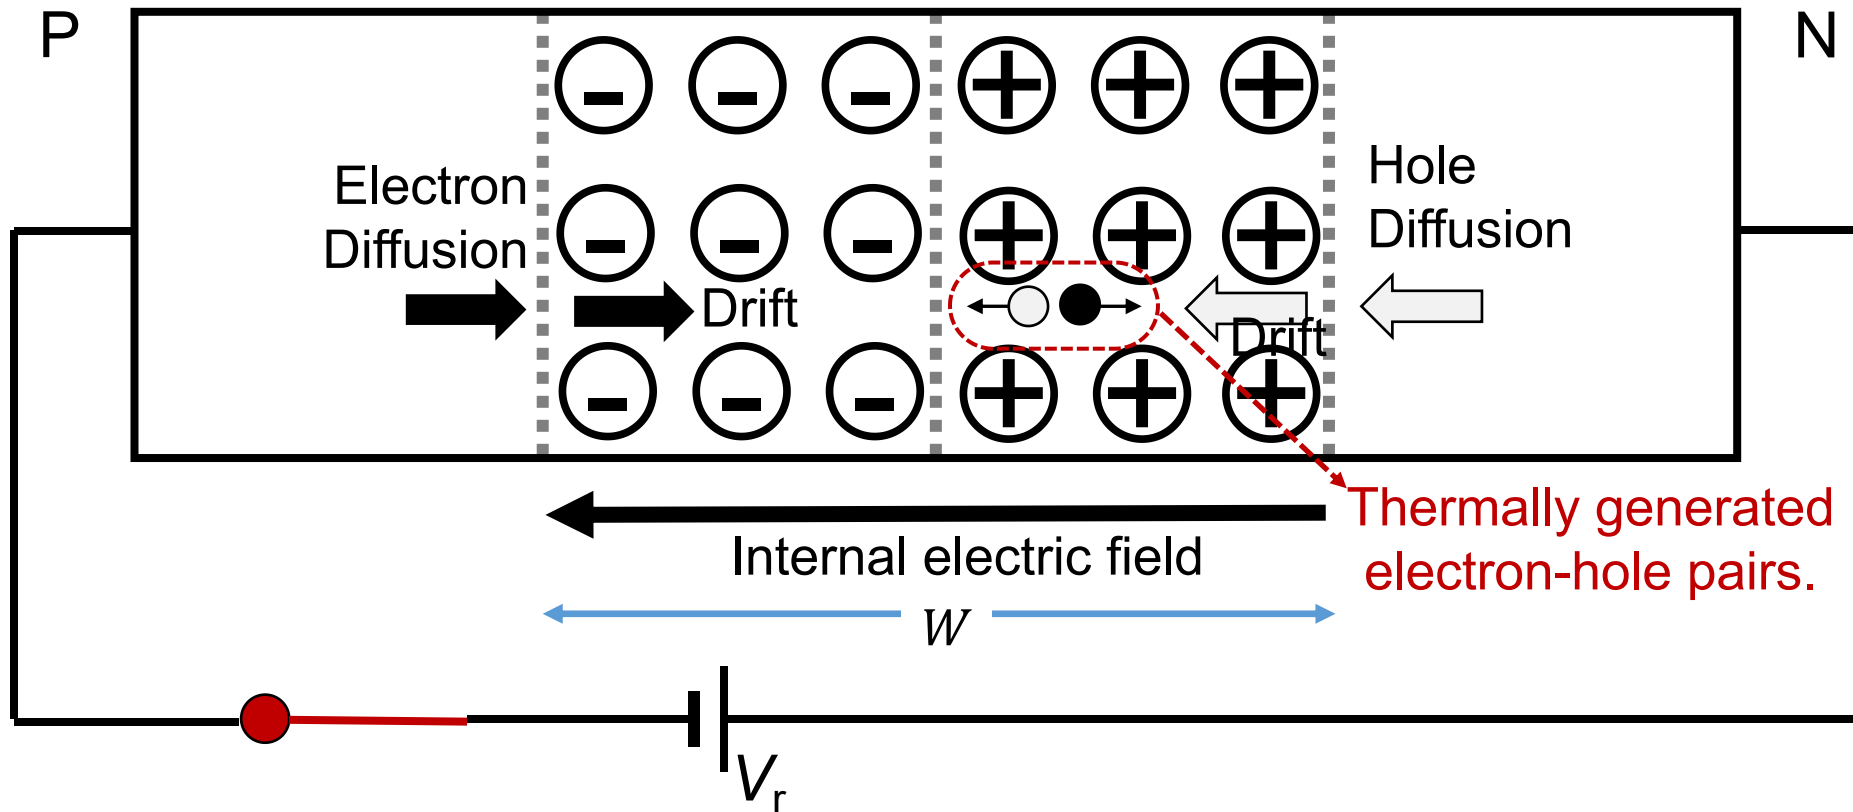 P
N
Electron
Diffusion
Hole
Diffusion
Drift
Drift
Internal electric field
Thermally generated
electron-hole pairs.
W
Vr